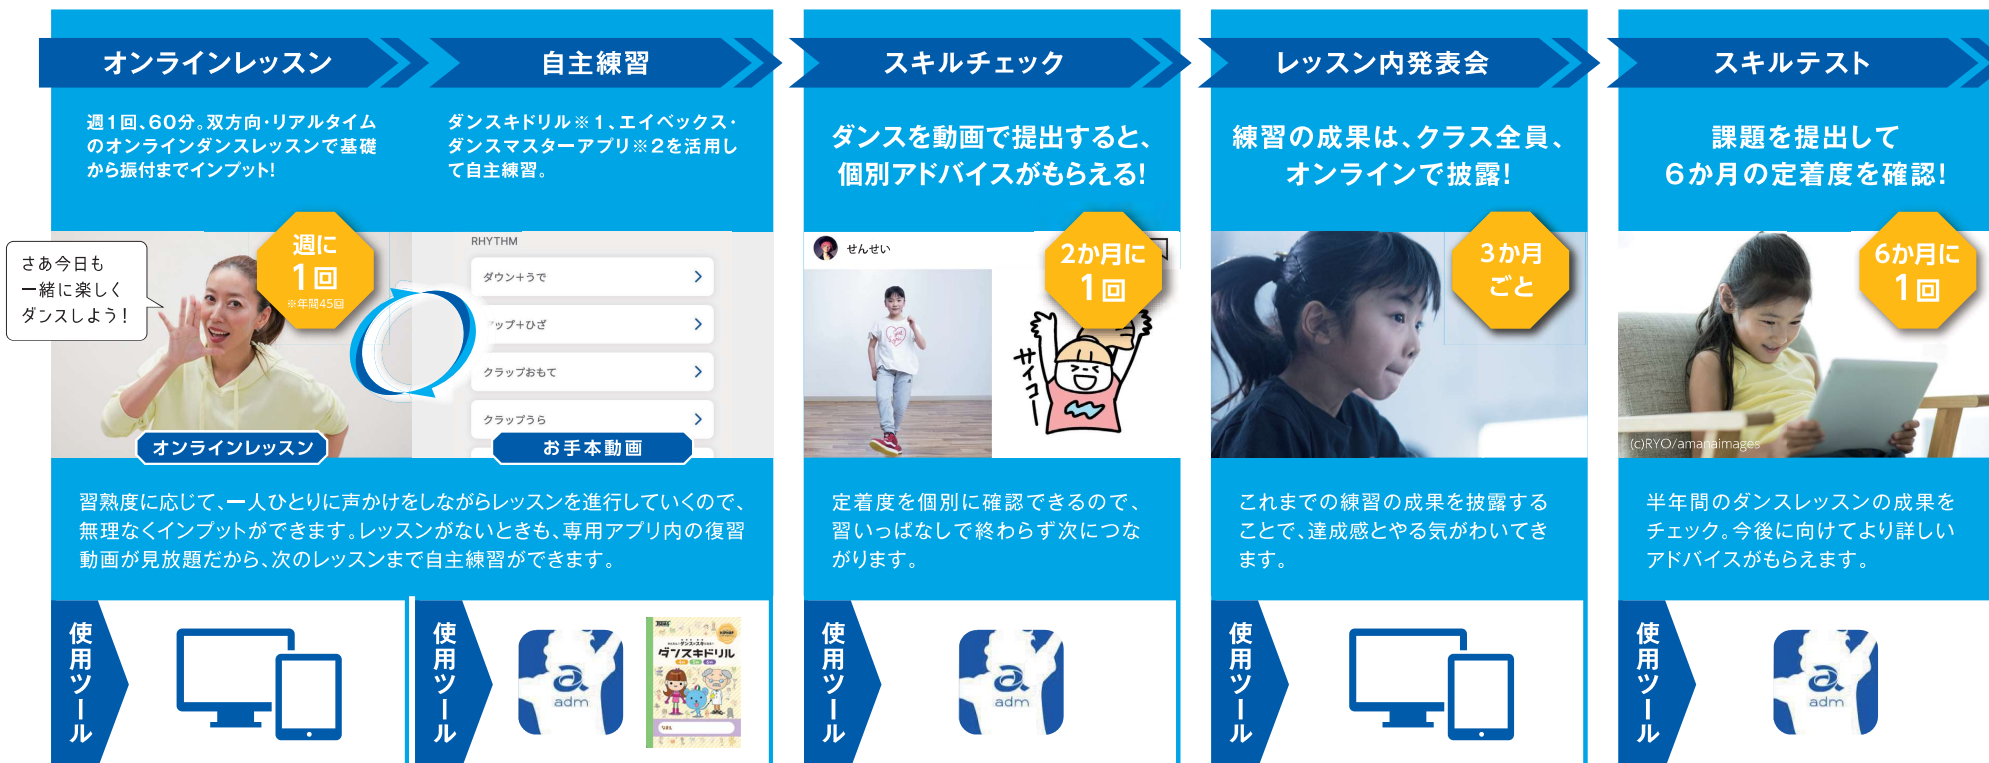 オンラインレッスン
週1回、60分。双方向・リアルタイム
のオンラインダンスレッスンで基礎
から振付までインプット!
自主練習
ダンスキドリル※1、エイベックス・
ダンスマスターアプリ※2を活用し
て自主練習。
さあ今日も
一緒に楽しく
ダンスしよう!
週に
1回
※年間45回
オンラインレッスン
RHYTHM
ダウン+うで
ップ+ひざ
クラップおもて
クラップうら
お手本動画
習熟度に応じて、一人ひとりに声かけをしながらレッスンを進行していくので、
無理なくインプットができます。レッスンがないときも、専用アプリ内の復習
動画が見放題だから、次のレッスンまで自主練習ができます。
使用ツール
使用ツール
adm
ダンスキドリル
スキルチェック
ダンスを動画で提出すると、
個別アドバイスがもらえる!
せんせい
2か月に
1回
サイコー
定着度を個別に確認できるので、
習いっぱなしで終わらず次につな
がります。
使用ツール
adm
レッスン内発表会
練習の成果は、クラス全員、
オンラインで披露!
3か月
ごと
これまでの練習の成果を披露する
ことで、達成感とやる気がわいてき
ます。
使用ツール
スキルテスト
課題を提出して
6か月の定着度を確認!
6か月に
1回
(c)RYO/amanaimages
半年間のダンスレッスンの成果を
チェック。今後に向けてより詳しい
アドバイスがもらえます。
使用ツール
adm